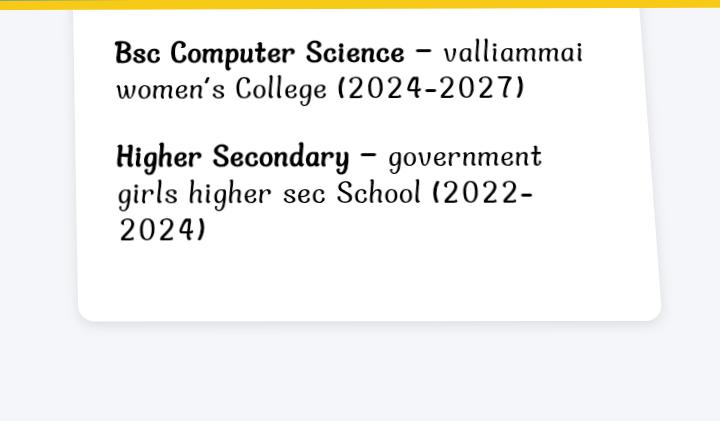 Bsc Computer Science – valliammai
women's College (2024-2027)
Higher Secondary – government
girls higher sec School (2022-
2024)